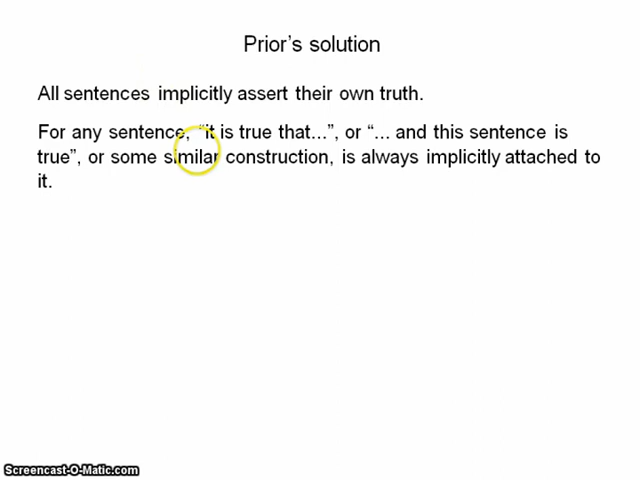 Prior’s solution
All sentences implicitly assert their own truth.
For any sentence, “it is true that...”, or “... and this sentence is
true”, or some similar construction, is always implicitly attached to
it.
Screencast-O-Matic.com